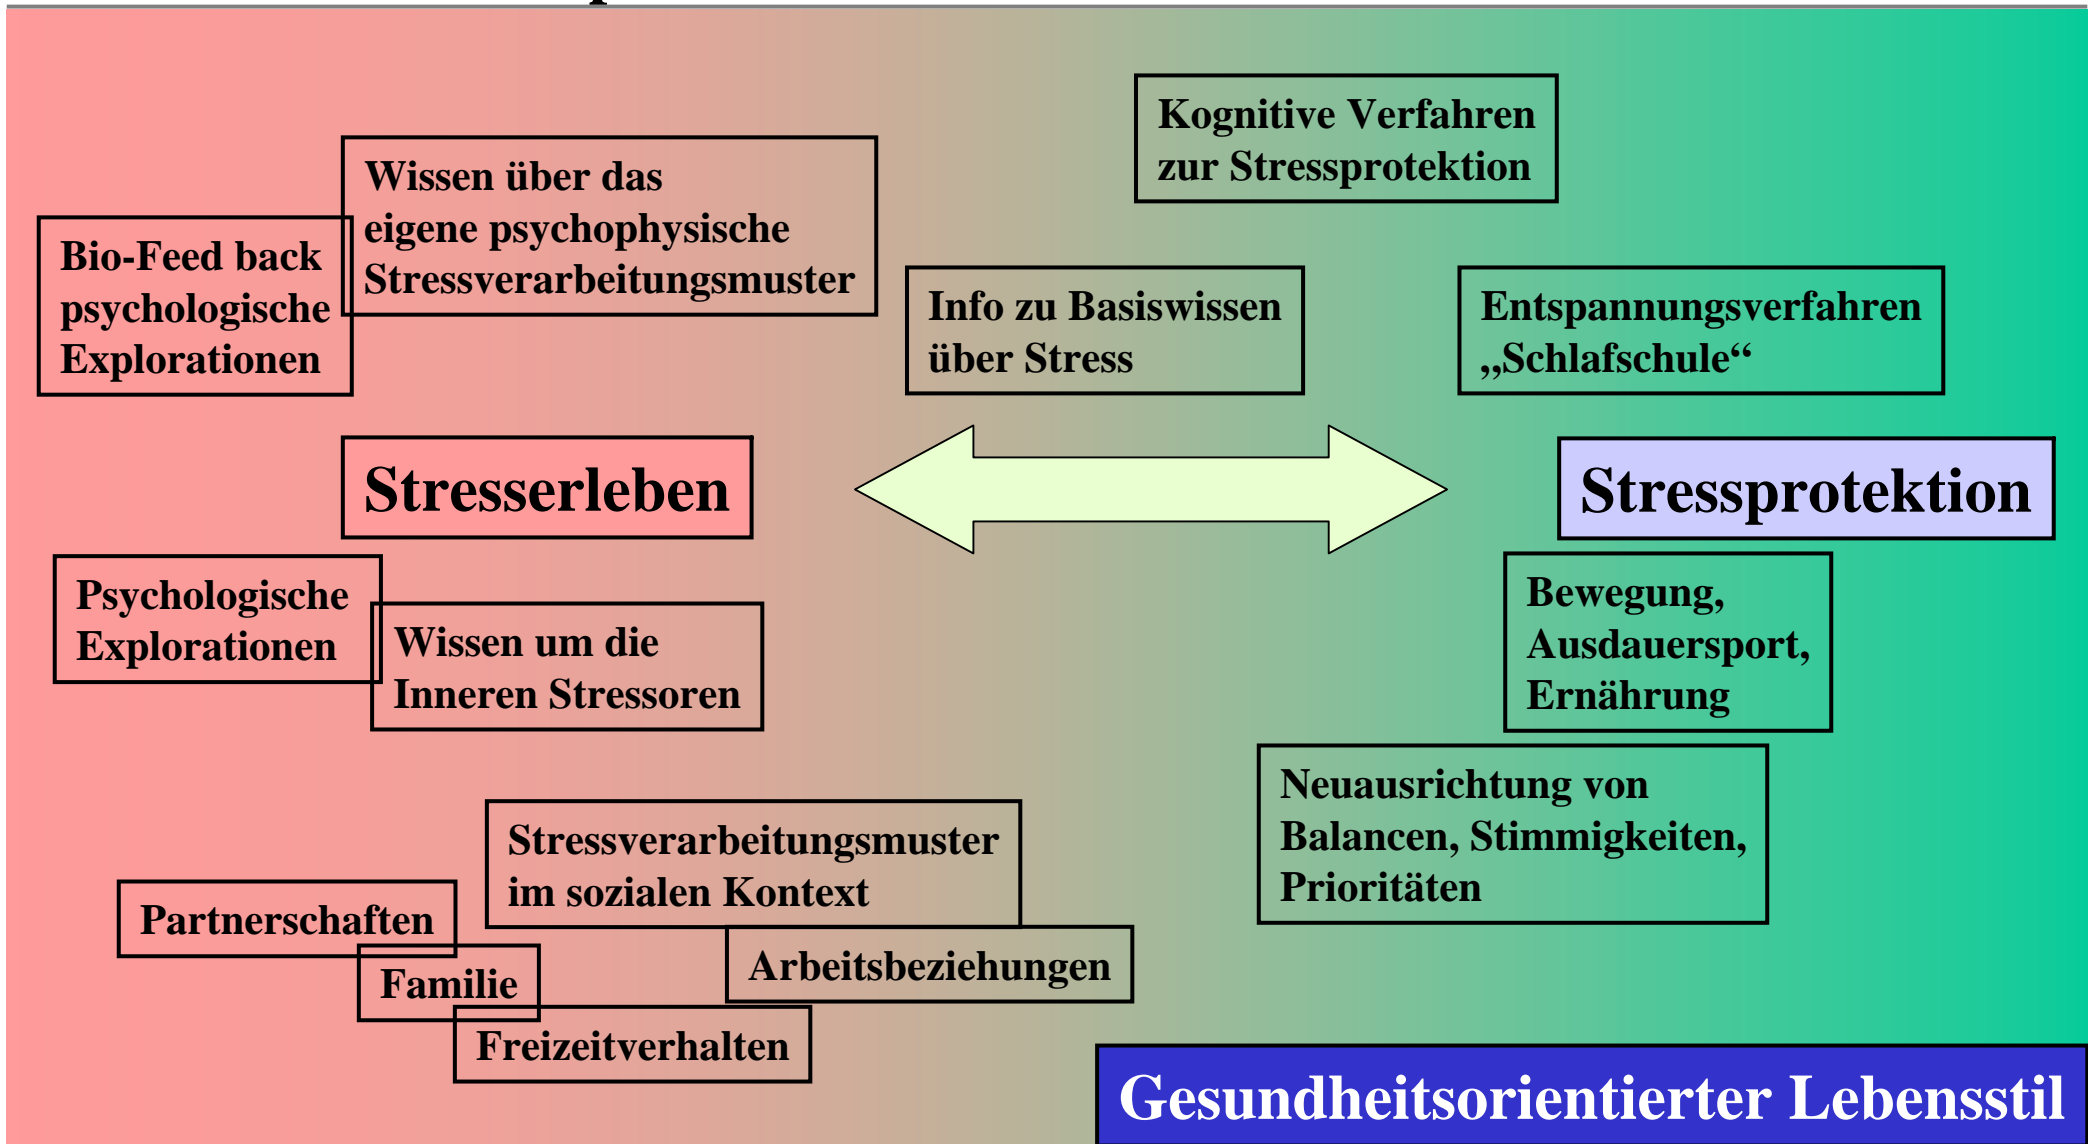 Kognitive Verfahren
zur Stressprotektion
Wissen über das
eigene psychophysische
Stressverarbeitungsmuster
Bio-Feed back
psychologische
Explorationen
Info zu Basiswissen
über Stress
Entspannungsverfahren
„Schlafschule“
Stresserleben
Stressprotektion
Psychologische
Explorationen
Wissen um die
Inneren Stressoren
Bewegung,
Ausdauersport,
Ernährung
Neuausrichtung von
Balancen, Stimmigkeiten,
Prioritäten
Stressverarbeitungsmuster
im sozialen Kontext
Partnerschaften
Familie
Arbeitsbeziehungen
Freizeitverhalten
Gesundheitsorientierter Lebensstil